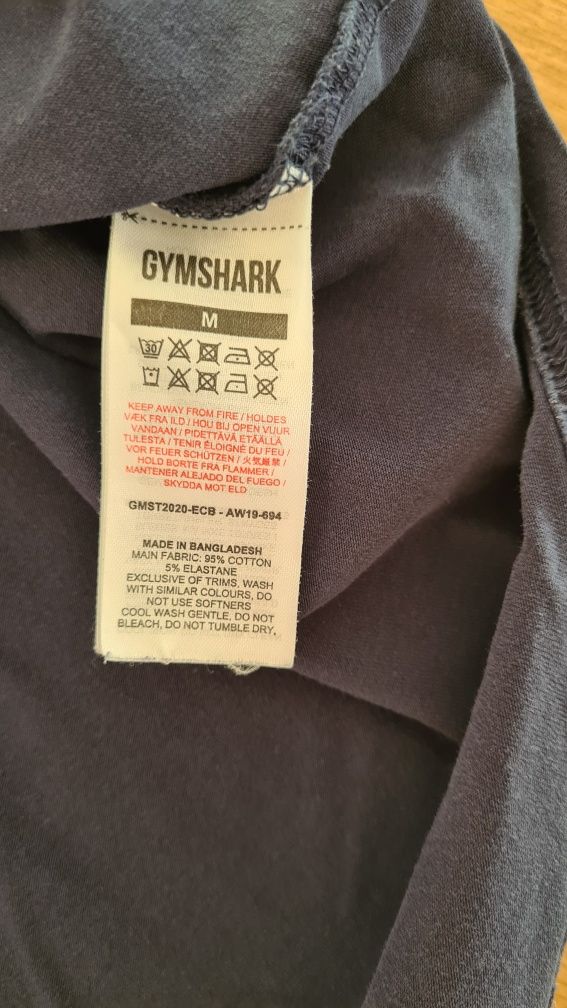 GYMSHARK
M
30
KEEP AWAY FROM FIRE / HOLDES
VÆK FRA ILD / HOU BIJ OPEN VUUR
VANDAAN / PIDETTÄVÄ ETÄÄLLÄ
TULESTA / TENIR ÉLOIGNÉ DU FEU /
VOR FEUER SCHÜTZEN / 火気厳禁 /
HOLD BORTE FRA FLAMMER /
MANTENER ALEJADO DEL FUEGO /
SKYDDA MOT ELD
GMST2020-ECB - AW19-694
MADE IN BANGLADESH
MAIN FABRIC: 95% COTTON
5% ELASTANE
EXCLUSIVE OF TRIMS, WASH
WITH SIMILAR COLOURS, DO
NOT USE SOFTNERS
COOL WASH GENTLE, DO NOT
BLEACH, DO NOT TUMBLE DRY,